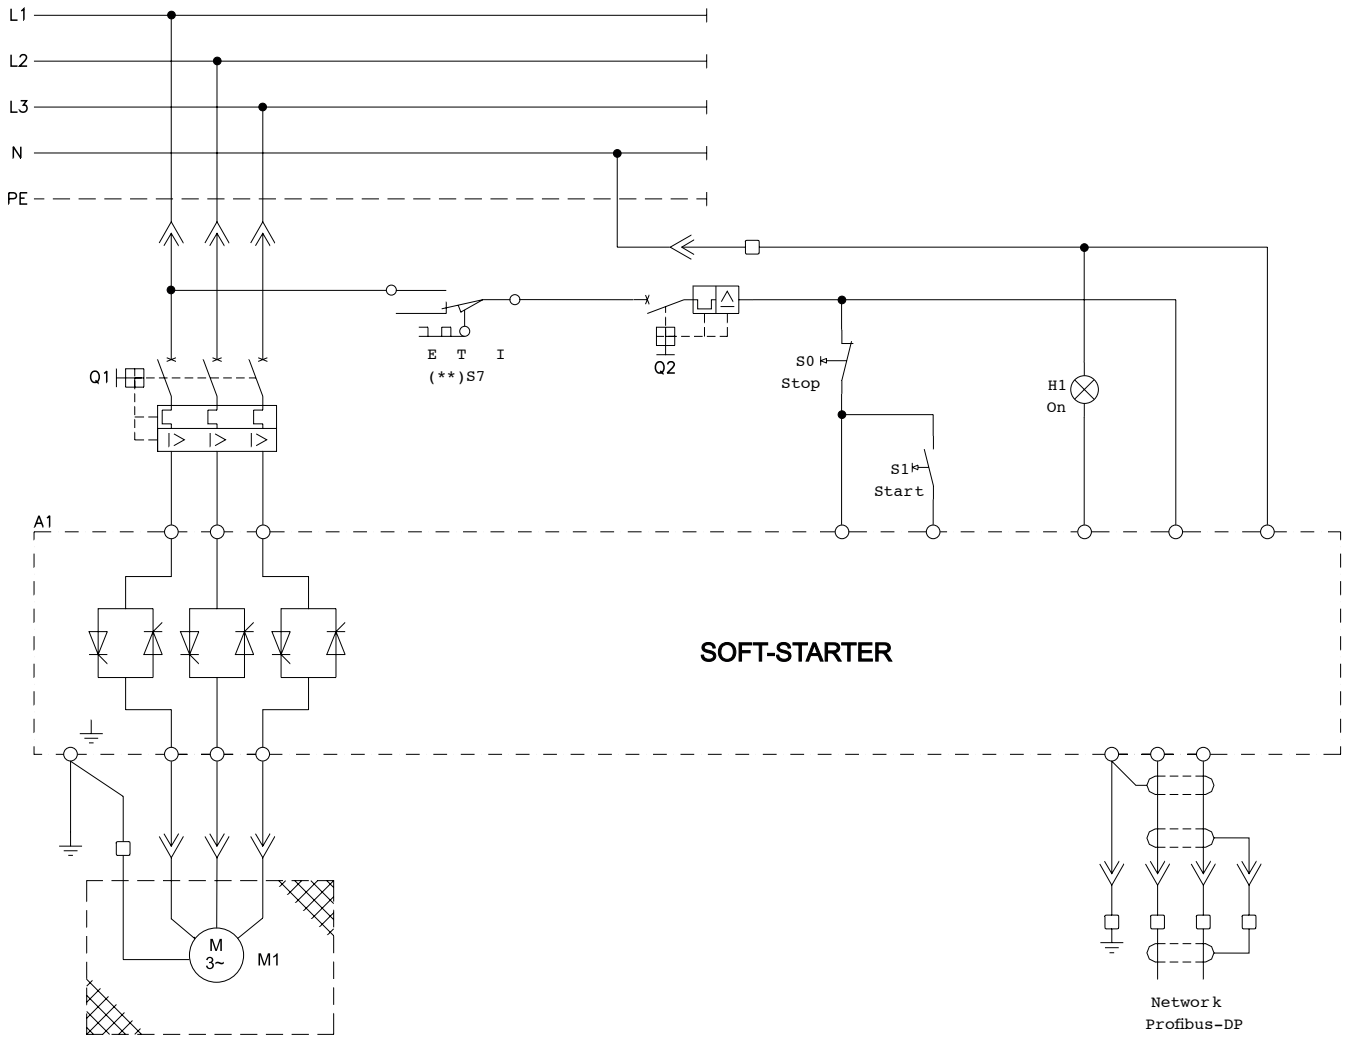 L1
L2
L3
N
PE
E T I
(**)S7
Q2
Q1
S0
Stop
H1
On
S1
Start
A1
SOFT-STARTER
M
3~
M1
Network
Profibus-DP